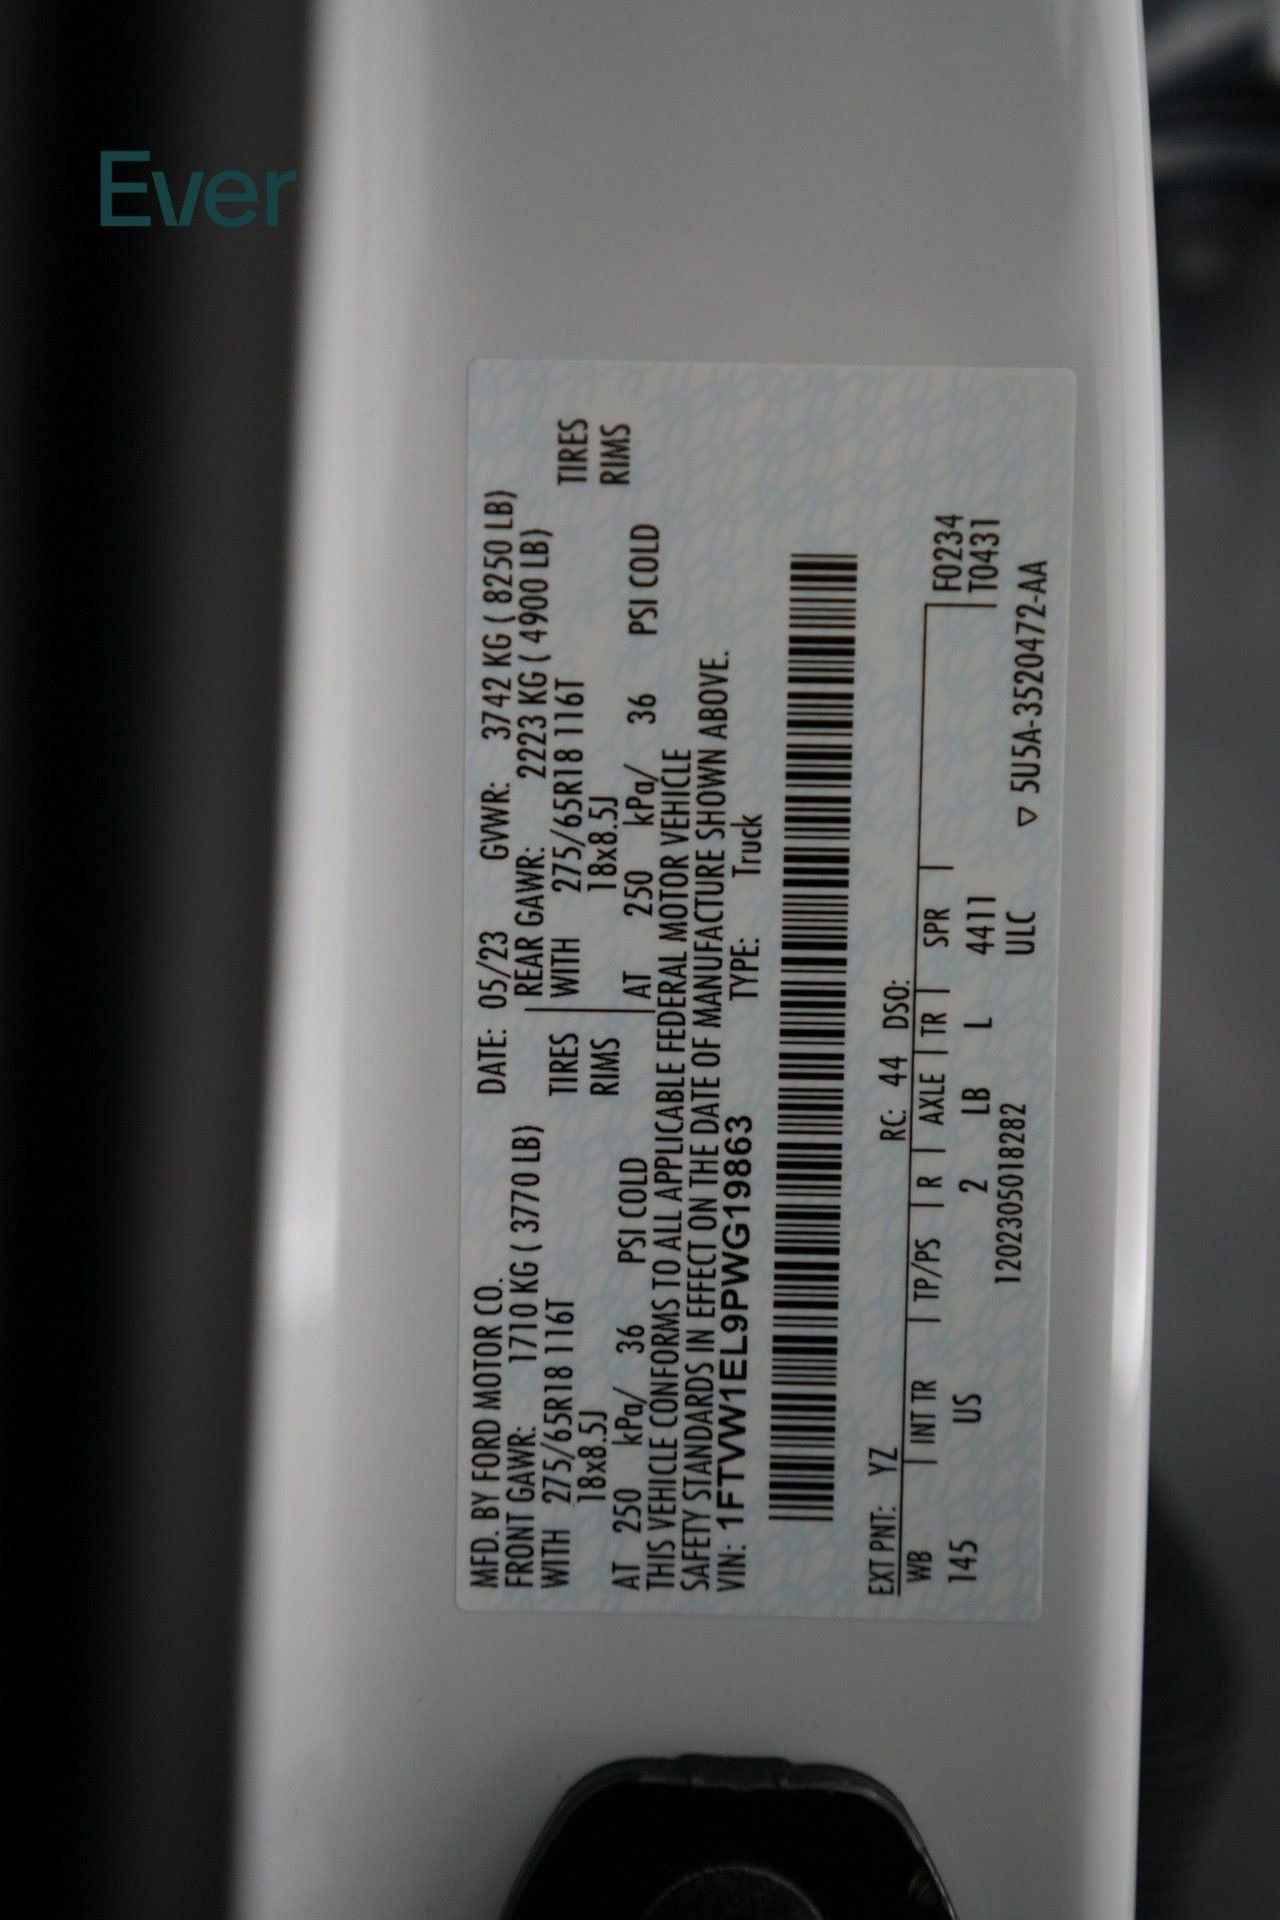 Ever
MFD. BY FORD MOTOR CO. DATE: 05/23 GVWR: 3742 KG ( 8250 LB)
FRONT GAWR: 1710 KG ( 3770 LB) REAR GAWR: 2223 KG ( 4900 LB)
WITH 275/65R18 116T TIRES WITH 275/65R18 116T TIRES
18x8.5J RIMS 18x8.5J RIMS
AT 250 kPa/ 36 PSI COLD AT 250 kPa/ 36 PSI COLD
THIS VEHICLE CONFORMS TO ALL APPLICABLE FEDERAL MOTOR VEHICLE
SAFETY STANDARDS IN EFFECT ON THE DATE OF MANUFACTURE SHOWN ABOVE.
VIN: 1FTVW1EL9PWG19863 TYPE: Truck
EXT PNT: YZ RC: 44 DSO:
WB INT TR TP/PS R AXLE TR SPR F0234
145 US 2 LB L 4411 T0431
1202305018282 ULC ▽ 5U5A-3520472-AA